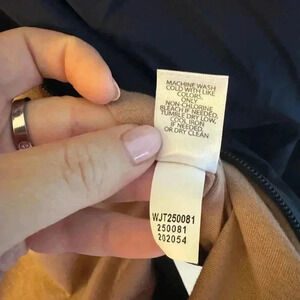 MACHINE WASH
COLD WITH LIKE
COLORS.
ONLY
NON-CHLORINE
BLEACH IF NEEDED,
TUMBLE DRY LOW,
COOL IRON
IF NEEDED,
OR DRY CLEAN
WJT250081
250081
202054